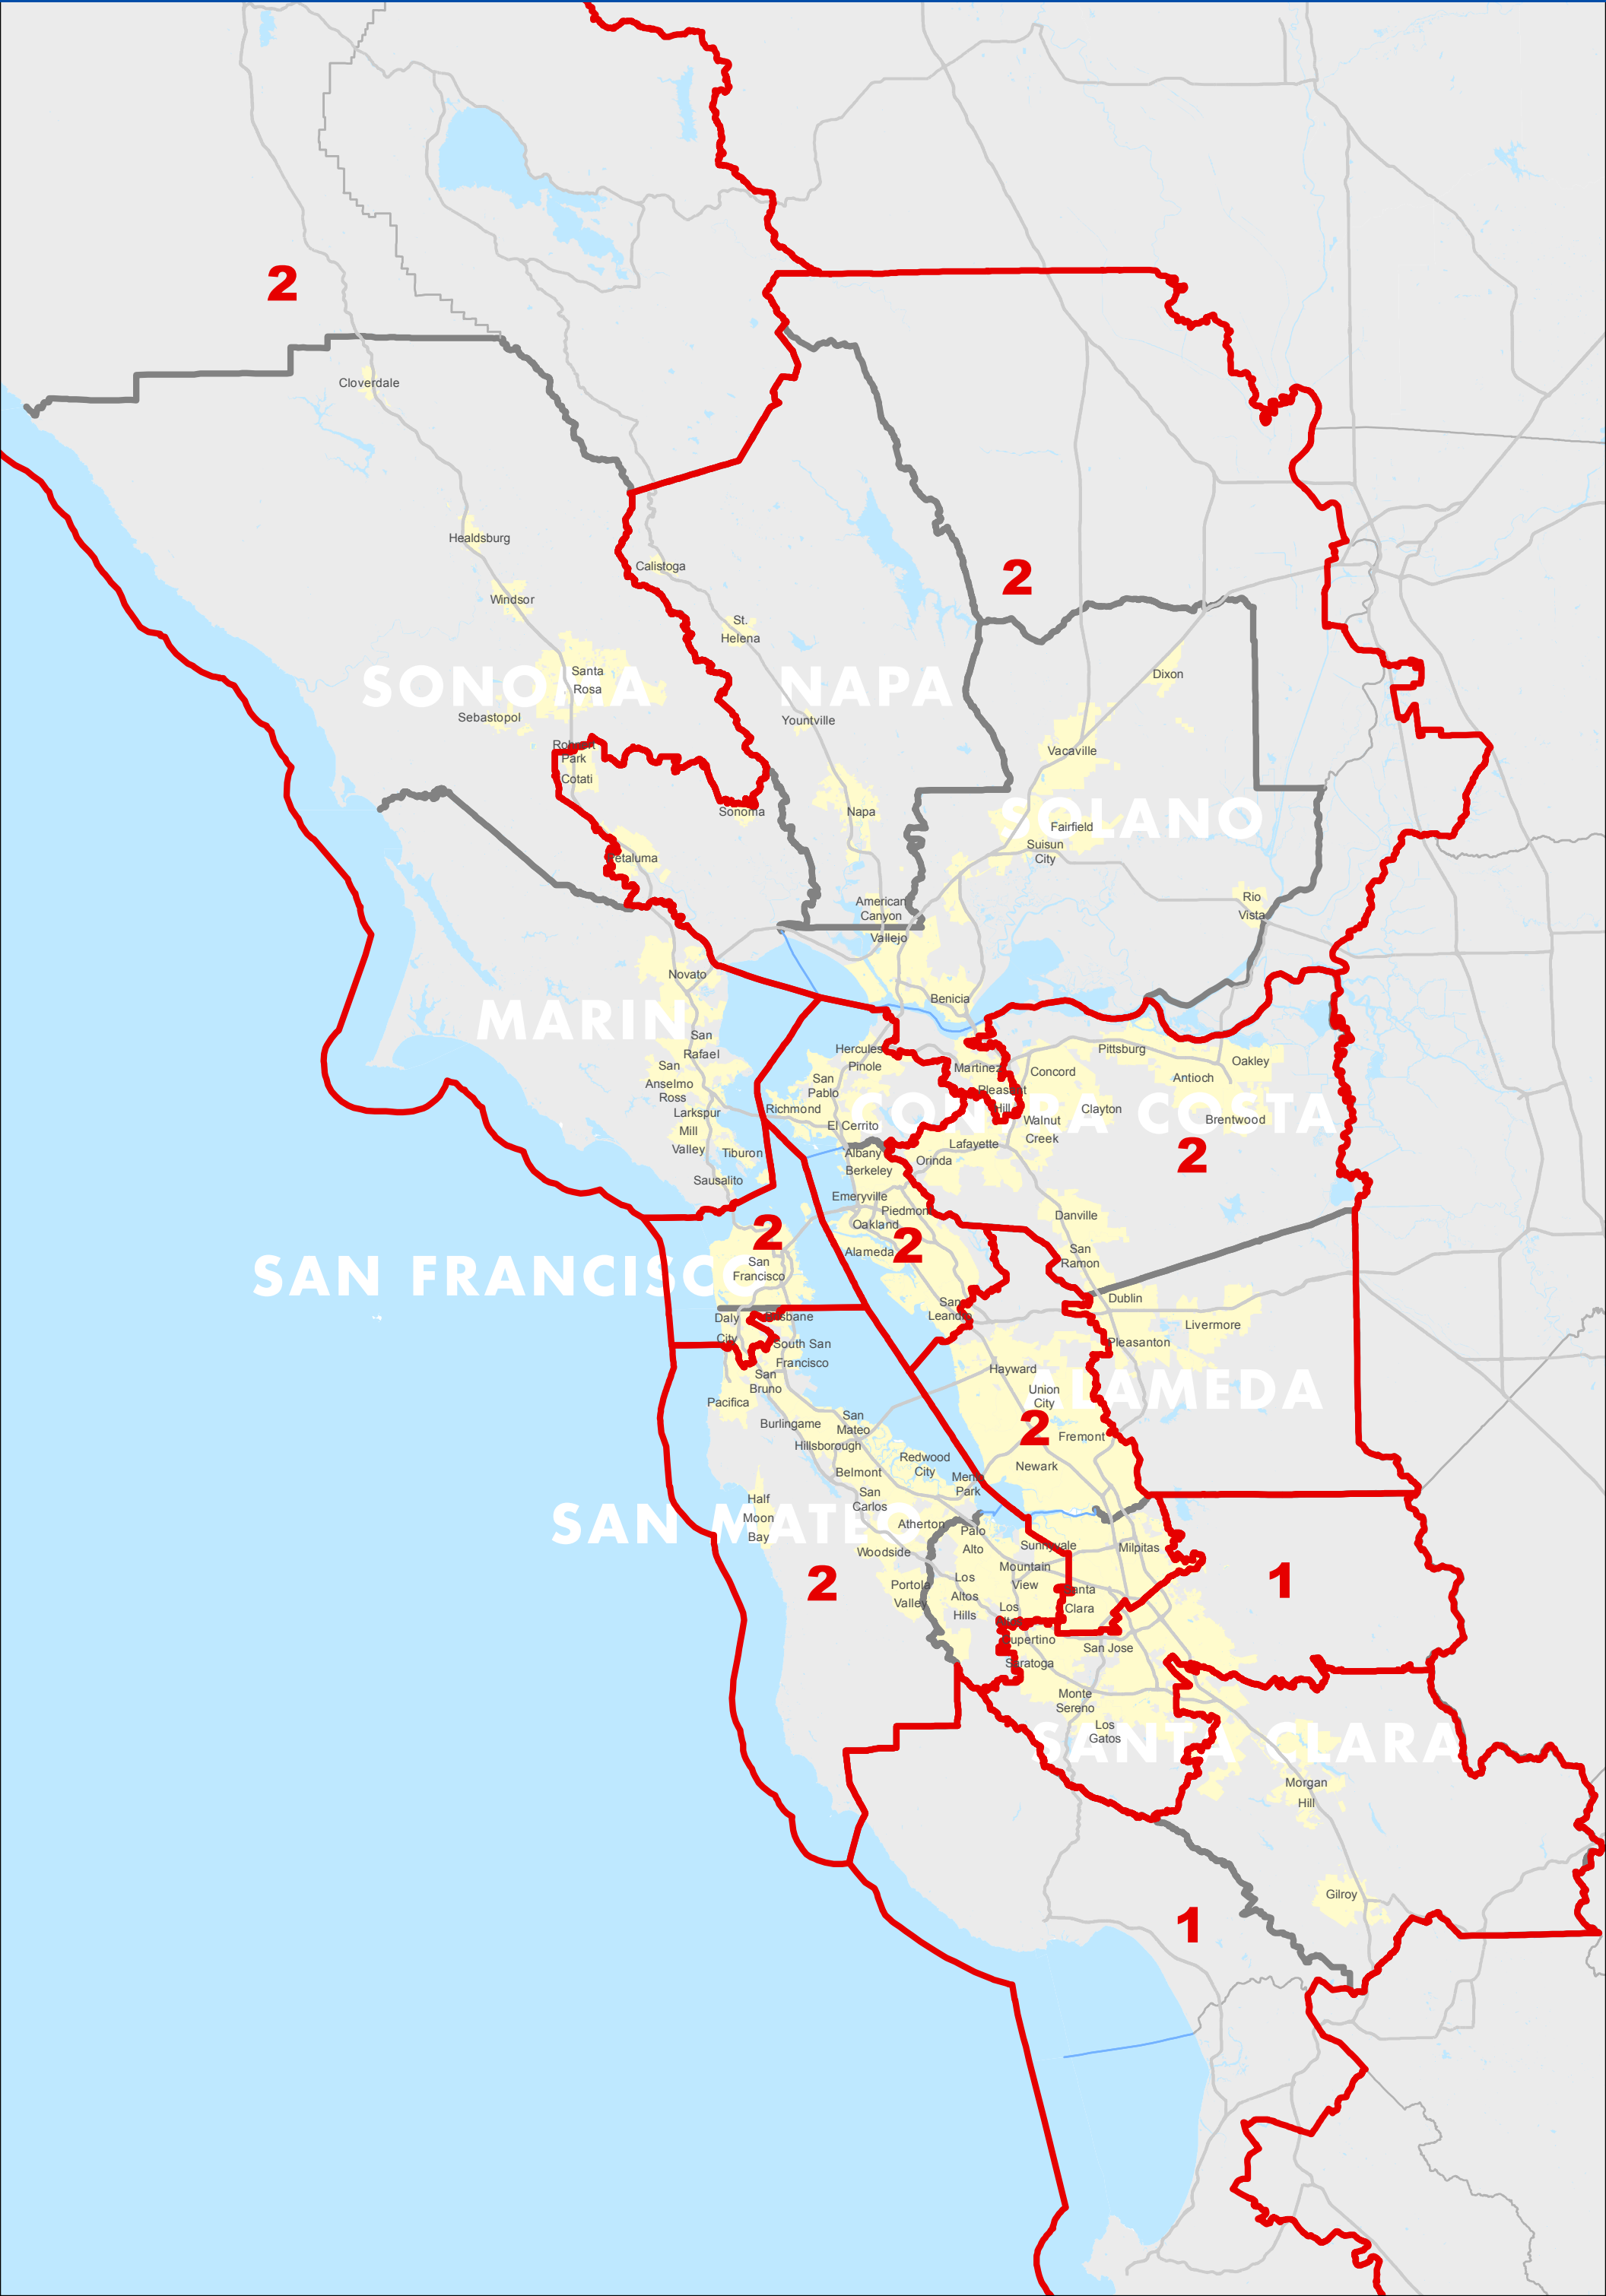 2
Cloverdale
Healdsburg
Calistoga
2
Windsor
St.
Helena
SONOMA
NAPA
Santa
Rosa
Dixon
Sebastopol
Yountville
Rohnert
Park
Cotati
Vacaville
Sonoma
Napa
SOLANO
Fairfield
Suisun
City
Petaluma
American
Canyon
Rio
Vista
Vallejo
Novato
Benicia
MARIN
San
Rafael
San
Anselmo
Ross
Larkspur
Mill
Valley
Tiburon
Sausalito
Hercules
Pinole
San
Pablo
Richmond
El Cerrito
Martinez
Pleasant
Hill
Concord
Pittsburg
Antioch
Oakley
Clayton
Brentwood
CONTRA COSTA
Walnut
Creek
Lafayette
Orinda
2
Albany
Berkeley
Emeryville
Piedmont
Oakland
Alameda
2
2
Danville
San
Ramon
SAN FRANCISCO
San
Francisco
San
Leandro
Dublin
Livermore
Pleasanton
Daly
City
Brisbane
South San
Francisco
San
Bruno
Pacifica
Hayward
Union
City
ALAMEDA
2
Fremont
Newark
Burlingame
San
Mateo
Hillsborough
Belmont
Redwood
City
Menlo
Park
San
Carlos
Half
Moon
Bay
SAN MATEO
Atherton
Palo
Alto
Woodside
Sunnyvale
Milpitas
Mountain
View
2
1
Portola
Valley
Los
Altos
Hills
Los
Altos
Santa
Clara
Cupertino
San Jose
Saratoga
Monte
Sereno
Los
Gatos
SANTA CLARA
Morgan
Hill
Gilroy
1